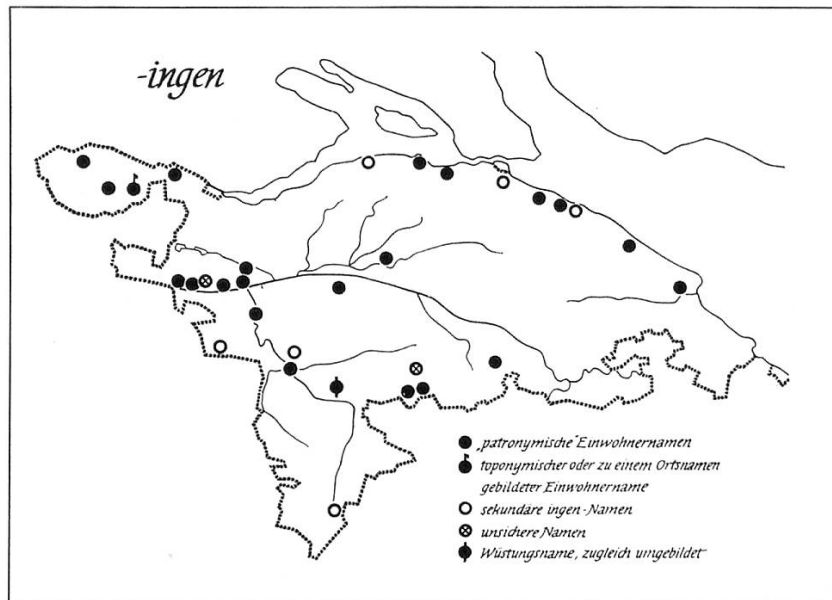 -ingen
„patronymische" Einwohnernamen
toponymischer oder zu einem Ortsnamen
gebildeter Einwohnername
sekundäre ingen-Namen
unsichere Namen
Wüstungsname, zugleich umgebildet